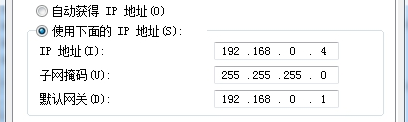 自动获得 IP 地址(O)
使用下面的 IP 地址(S):
IP 地址(I): 192 .168 . 0 . 4
子网掩码(U): 255 .255 .255 . 0
默认网关(D): 192 .168 . 0 . 1